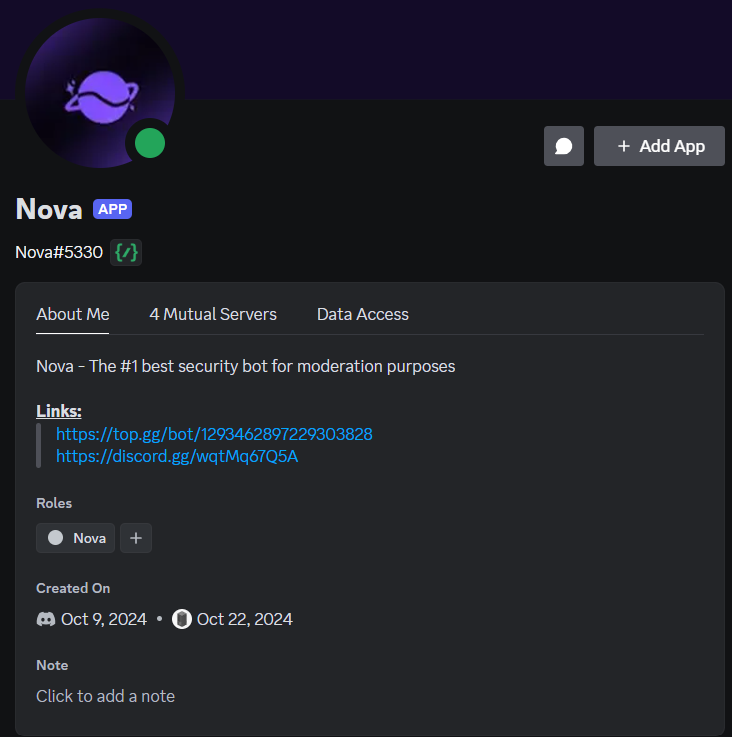 + Add App
Nova APP
Nova#5330 {/}
About Me 4 Mutual Servers Data Access
Nova - The #1 best security bot for moderation purposes
Links:
https://top.gg/bot/1293462897229303828
https://discord.gg/wqtMq67Q5A
Roles
Nova +
Created On
Oct 9, 2024 • Oct 22, 2024
Note
Click to add a note